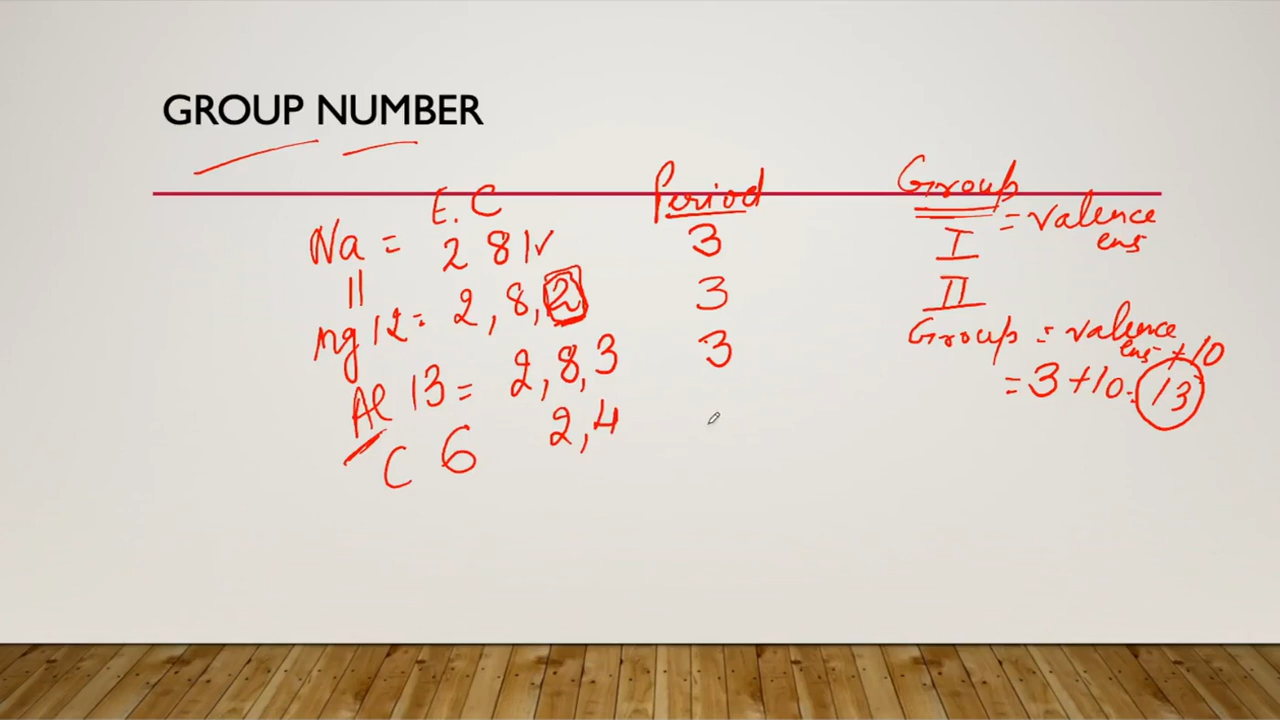 GROUP NUMBER
E.C Period Group = valence ens
Na 11 = 2 8 1 3 I
Mg 12 = 2, 8, 2 3 II
Group = valence ens + 10
Al 13 = 2, 8, 3 3 = 3 + 10 = 13
C 6 2, 4